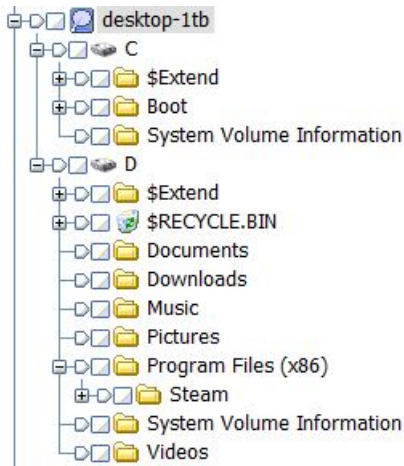 desktop-1tb
C
$Extend
Boot
System Volume Information
D
$Extend
$RECYCLE.BIN
Documents
Downloads
Music
Pictures
Program Files (x86)
Steam
System Volume Information
Videos